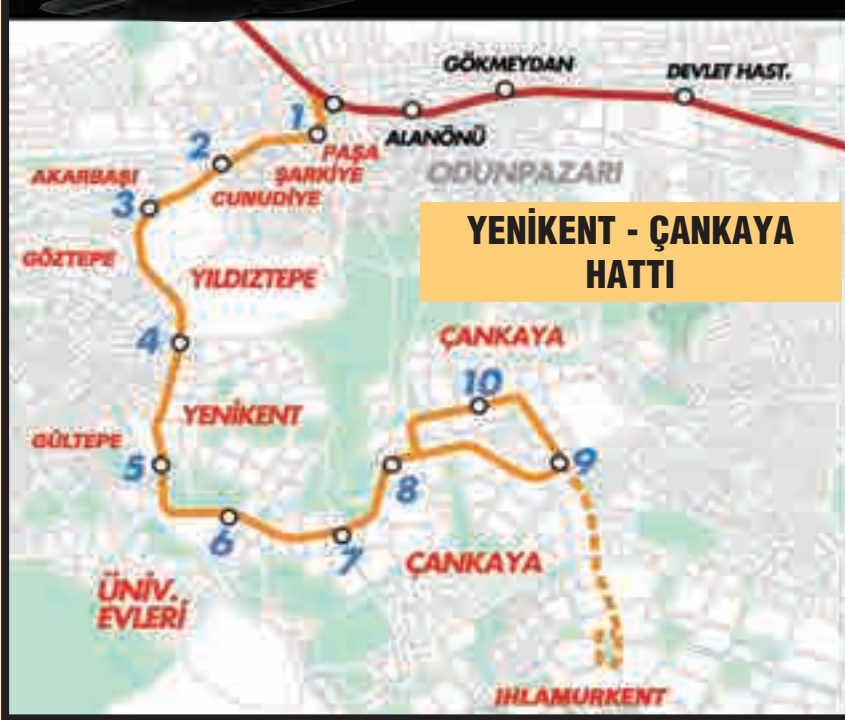 GÖKMEYDAN
DEVLET HAST.
ALANÖNÜ
1
PAŞA
2
ŞARKİYE
ODUNPAZARI
AKARBAŞI
CUNUDİYE
3
YENİKENT - ÇANKAYA
HATTI
GÖZTEPE
YILDIZTEPE
4
ÇANKAYA
10
YENİKENT
GÜLTEPE
5
8
9
6
7
ÇANKAYA
ÜNİV.
EVLERİ
IHLAMURKENT